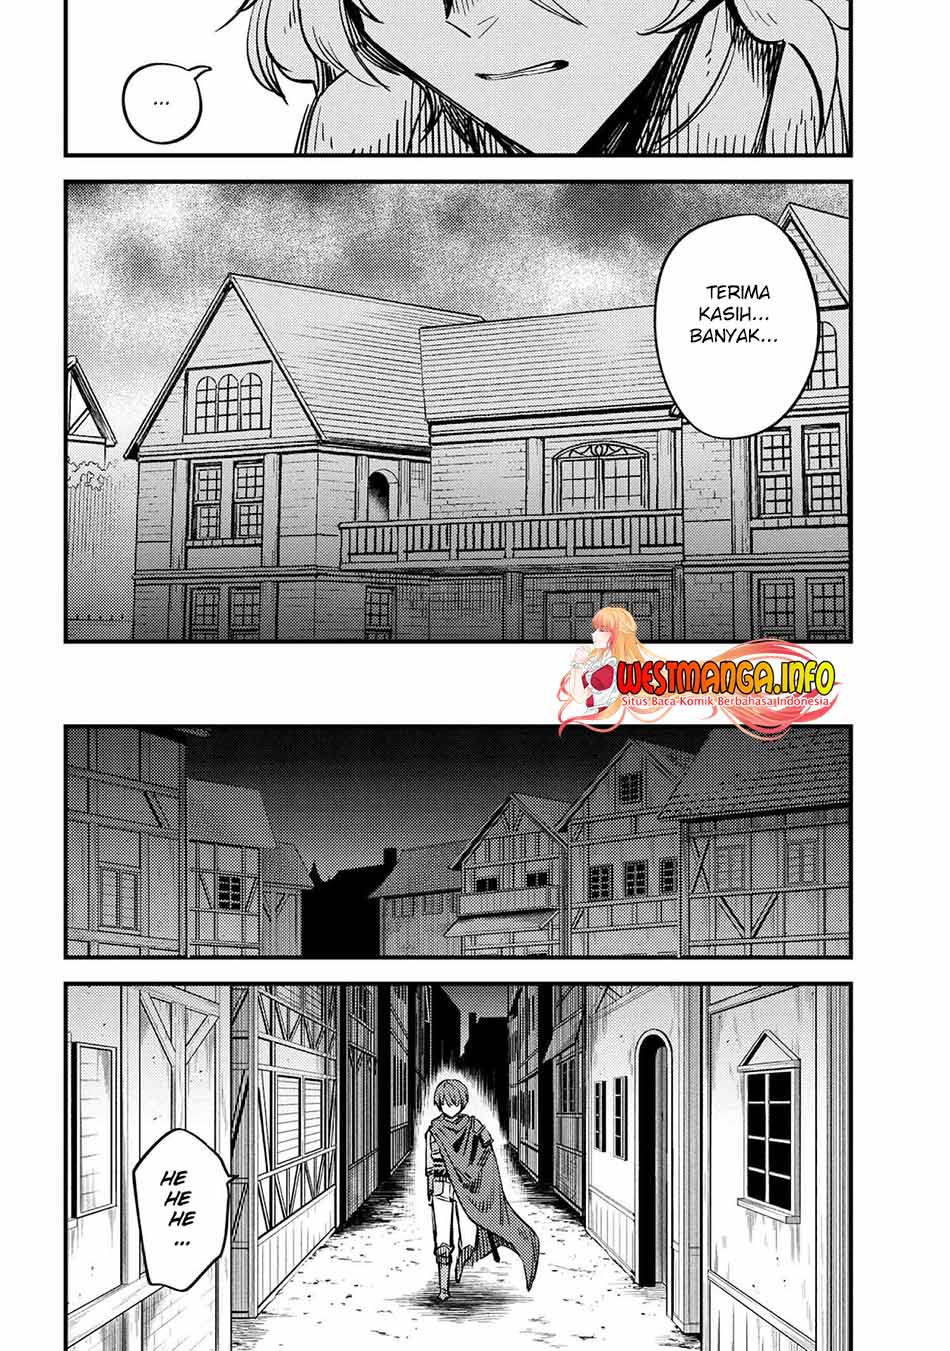 ...
TERIMA
KASIH...
BANYAK...
WESTMANGA.INFO
Situs Baca Komik Berbahasa Indonesia
HE
HE
HE
...